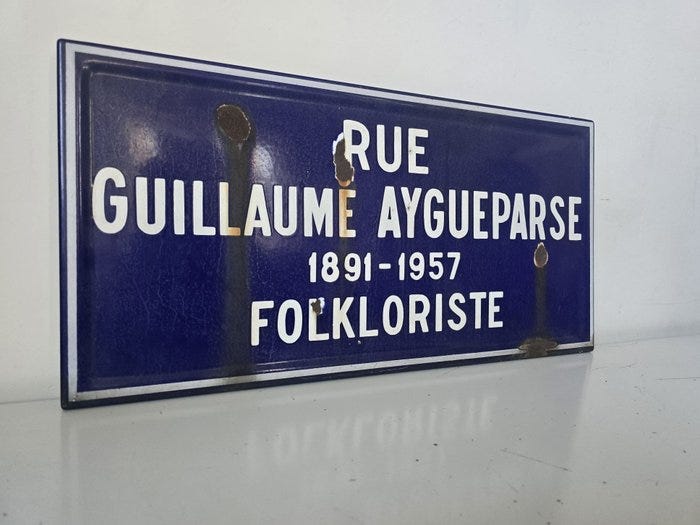 RUE
GUILLAUME AYGUEPARSE
1891-1957
FOLKLORISTE